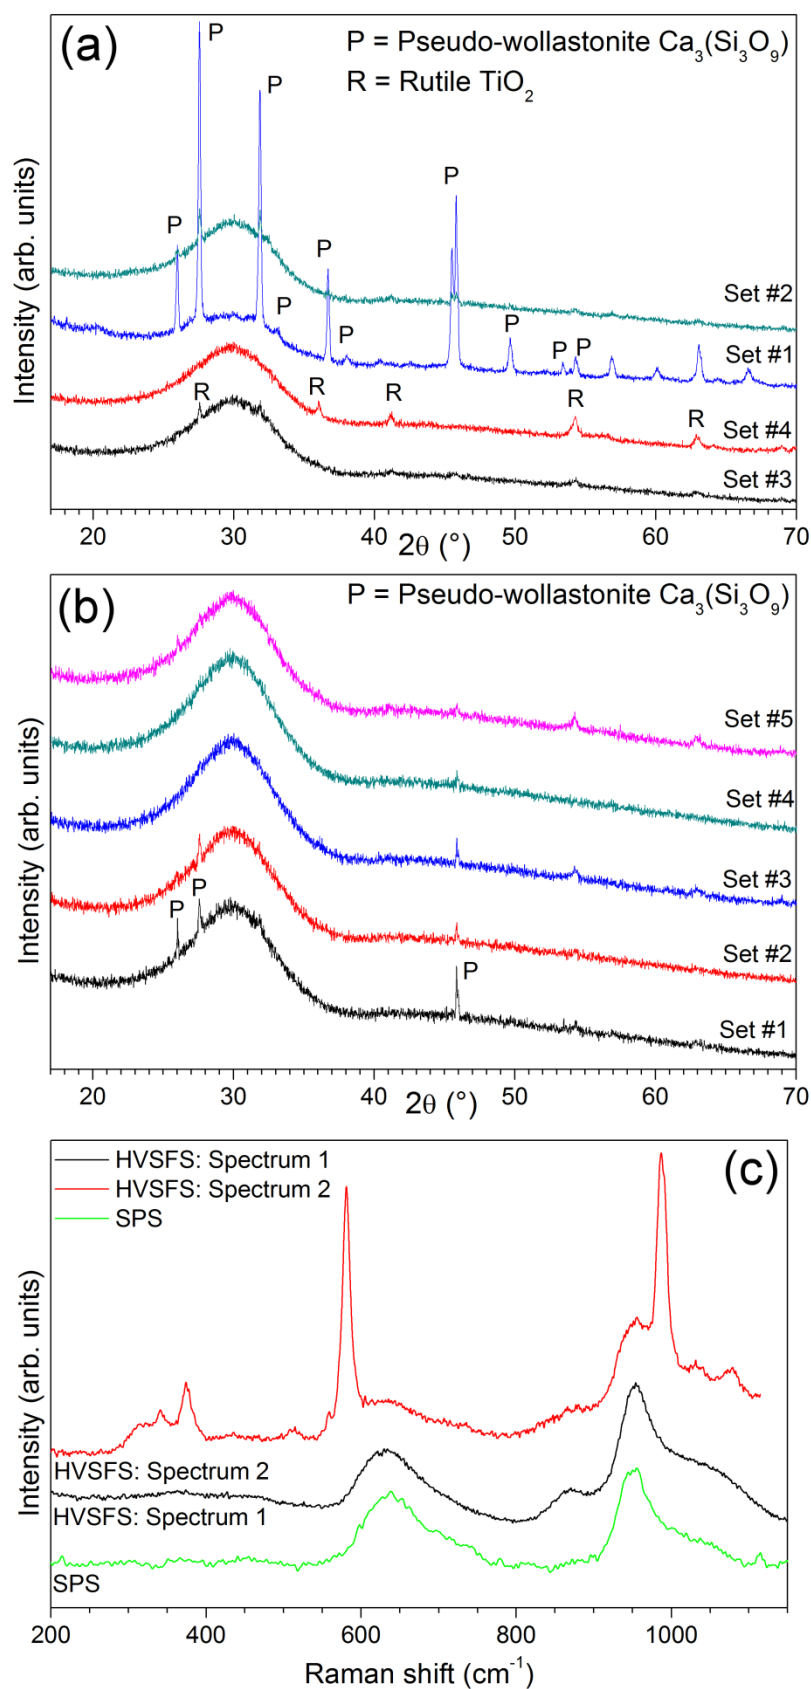 (a)
P = Pseudo-wollastonite Ca₃(Si₃O₉)
R = Rutile TiO₂
P
P
P
P
P
P
P
P
P
P
R
R
R
R
R
Set #2
Set #1
Set #4
Set #3
Intensity (arb. units)
20 30 40 50 60 70
2θ (°)
(b)
P = Pseudo-wollastonite Ca₃(Si₃O₉)
Set #5
Set #4
Set #3
Set #2
Set #1
P
P
P
Intensity (arb. units)
20 30 40 50 60 70
2θ (°)
(c)
HVSFS: Spectrum 1
HVSFS: Spectrum 2
SPS
HVSFS: Spectrum 2
HVSFS: Spectrum 1
SPS
Intensity (arb. units)
200 400 600 800 1000
Raman shift (cm⁻¹)